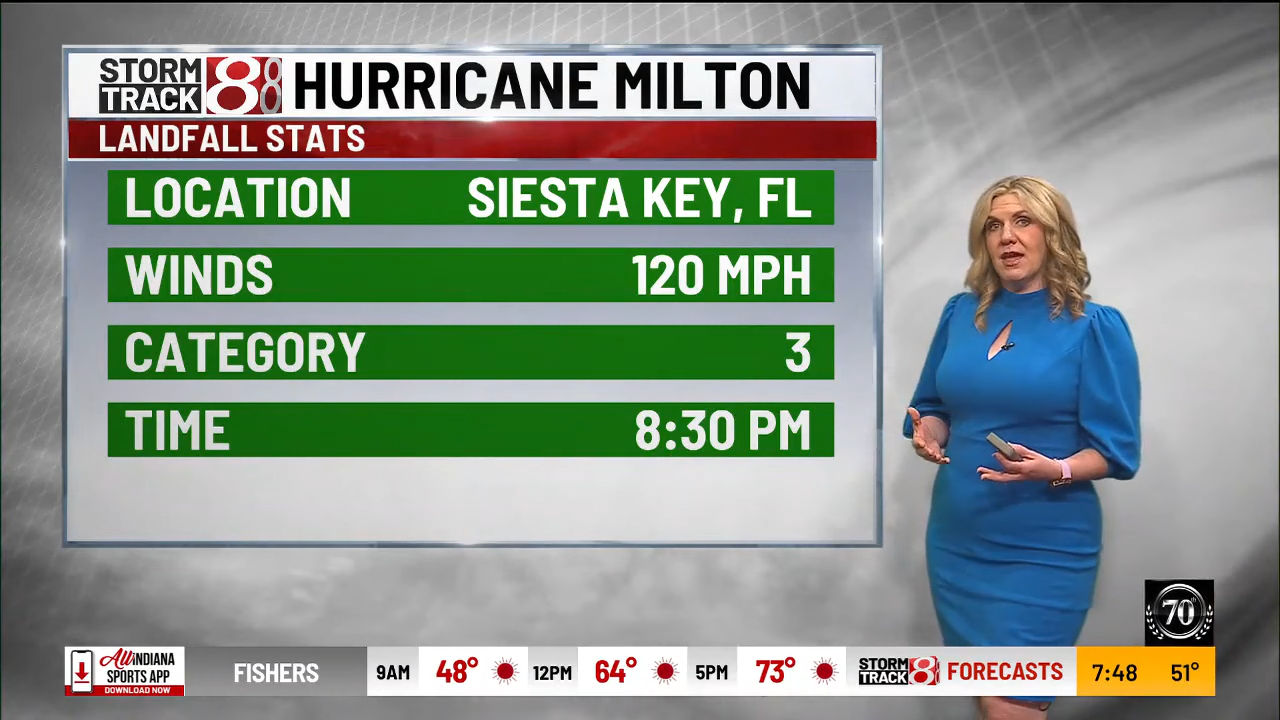 STORM TRACK 8 HURRICANE MILTON
LANDFALL STATS
LOCATION SIESTA KEY, FL
WINDS 120 MPH
CATEGORY 3
TIME 8:30 PM
70th
All INDIANA SPORTS APP
DOWNLOAD NOW
FISHERS 9AM 48° 12PM 64° 5PM 73° STORM TRACK 8 FORECASTS 7:48 51°